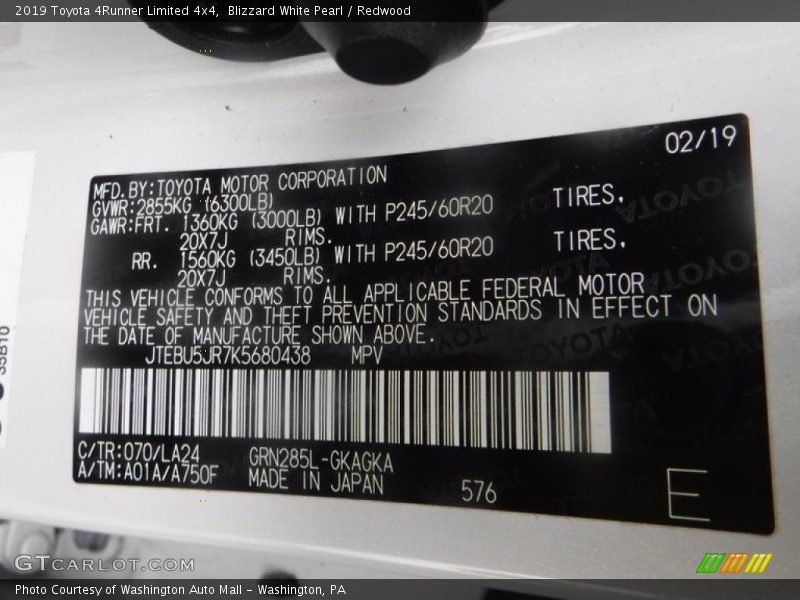 2019 Toyota 4Runner Limited 4x4, Blizzard White Pearl / Redwood
02/19
MFD.BY:TOYOTA MOTOR CORPORATION
GVWR:2855KG (6300LB)
GAWR:FRT. 1360KG (3000LB) WITH P245/60R20 TIRES,
20X7J RIMS.
RR. 1560KG (3450LB) WITH P245/60R20 TIRES,
20X7J RIMS.
THIS VEHICLE CONFORMS TO ALL APPLICABLE FEDERAL MOTOR
VEHICLE SAFETY AND THEFT PREVENTION STANDARDS IN EFFECT ON
THE DATE OF MANUFACTURE SHOWN ABOVE.
JTEBU5JR7K5680438 MPV
C/TR:070/LA24 GRN285L-GKAGKA
A/TM:A01A/A750F MADE IN JAPAN 576 E
35B10
GTCARLOT.COM
Photo Courtesy of Washington Auto Mall - Washington, PA